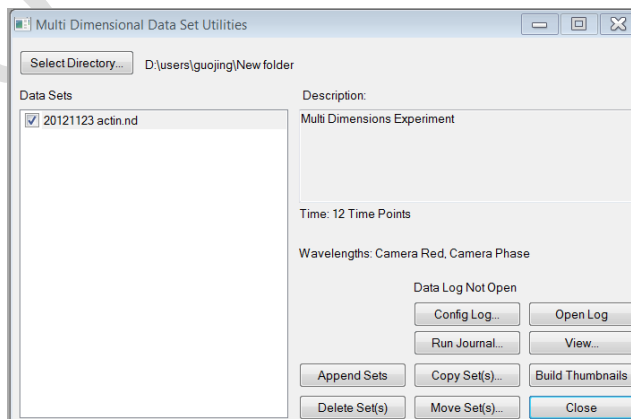 Multi Dimensional Data Set Utilities
Select Directory... D:\users\guojing\New folder
Data Sets
20121123 actin.nd
Description:
Multi Dimensions Experiment
Time: 12 Time Points
Wavelengths: Camera Red, Camera Phase
Data Log Not Open
Config Log... Open Log
Run Journal... View...
Append Sets Copy Set(s)... Build Thumbnails
Delete Set(s) Move Set(s)... Close